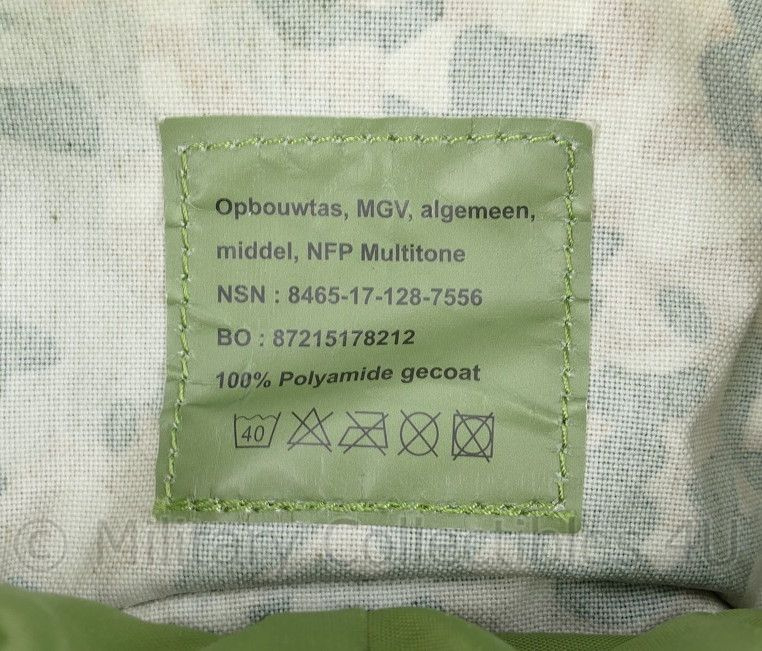 Opbouwtas, MGV, algemeen,
middel, NFP Multitone
NSN : 8465-17-128-7556
BO : 87215178212
100% Polyamide gecoat
40
© Military Collectibles 4U